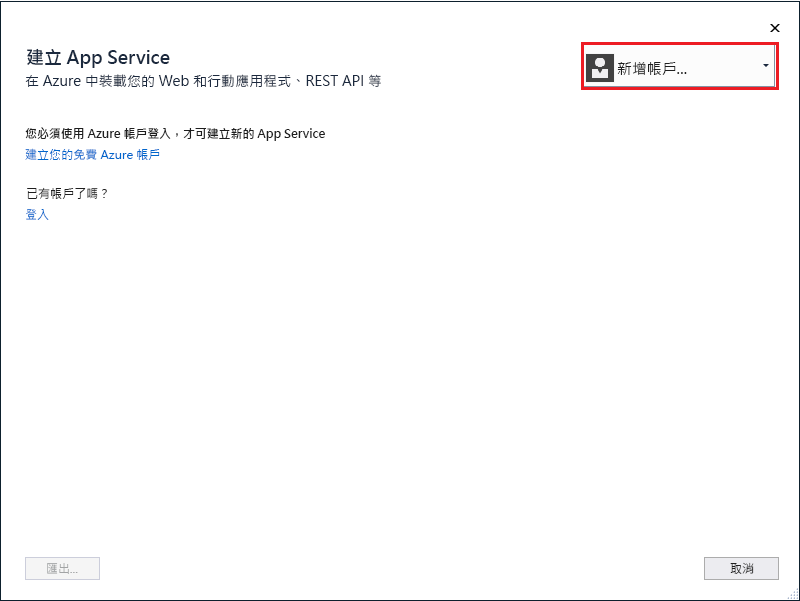 建立 App Service
在 Azure 中裝載您的 Web 和行動應用程式、REST API 等
新增帳戶...
您必須使用 Azure 帳戶登入，才可建立新的 App Service
建立您的免費 Azure 帳戶
已有帳戶了嗎？
登入
匯出...
取消